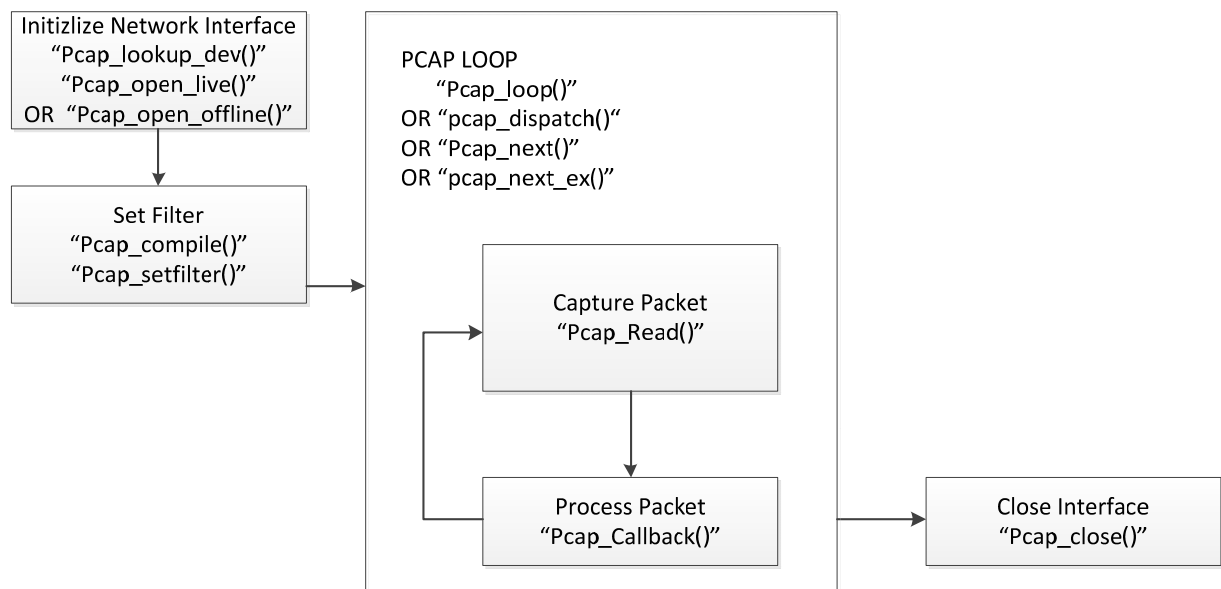 Initizlize Network Interface
“Pcap_lookup_dev()”
“Pcap_open_live()”
OR “Pcap_open_offline()”
Set Filter
“Pcap_compile()”
“Pcap_setfilter()”
PCAP LOOP
“Pcap_loop()”
OR “pcap_dispatch()“
OR “Pcap_next()”
OR “pcap_next_ex()”
Capture Packet
“Pcap_Read()”
Process Packet
“Pcap_Callback()”
Close Interface
“Pcap_close()”